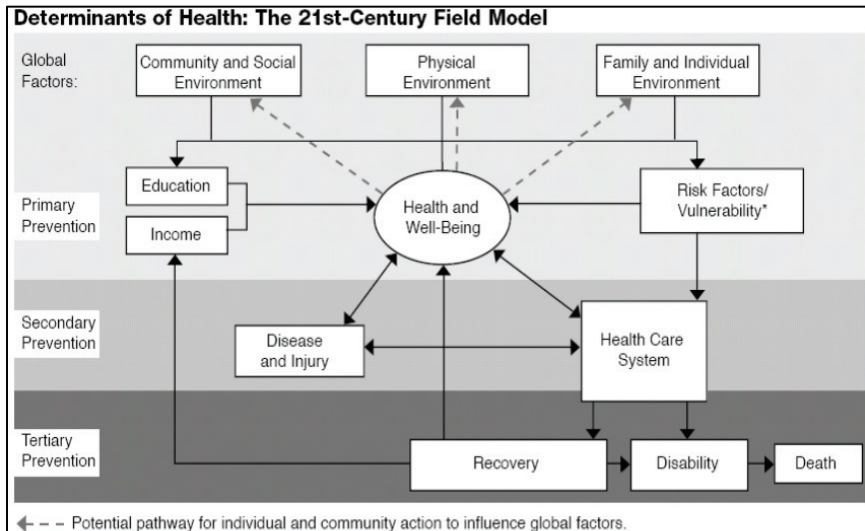 Determinants of Health: The 21st-Century Field Model
Global
Factors:
Community and Social
Environment
Physical
Environment
Family and Individual
Environment
Primary
Prevention
Education
Income
Health and
Well-Being
Risk Factors/
Vulnerability*
Secondary
Prevention
Disease
and Injury
Health Care
System
Tertiary
Prevention
Recovery
Disability
Death
Potential pathway for individual and community action to influence global factors.